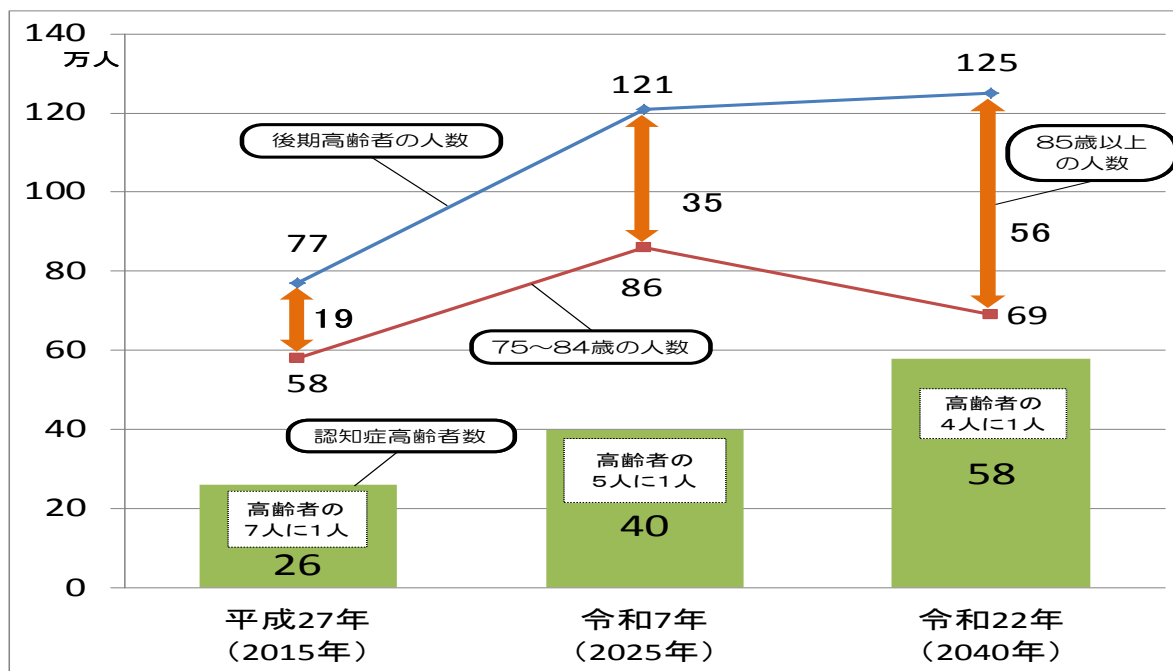 140
万人
120
100
80
60
40
20
0
後期高齢者の人数
77
121
125
85歳以上
の人数
19
35
56
58
86
69
75～84歳の人数
認知症高齢者数
高齢者の
7人に1人
26
高齢者の
5人に1人
40
高齢者の
4人に1人
58
平成27年
（2015年）
令和7年
（2025年）
令和22年
（2040年）